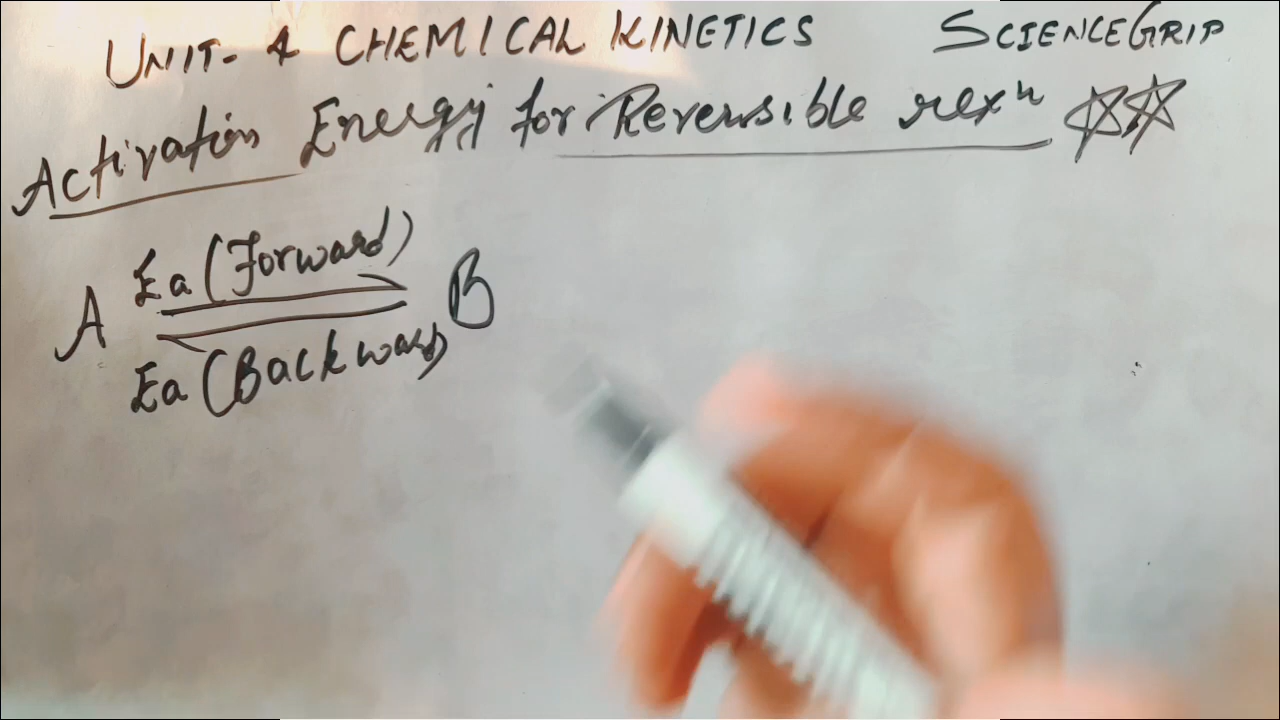 UNIT- 4 CHEMICAL KINETICS SCIENCEGRIP
Activation Energy for Reversible rexn
Ea (Forward)
A B
Ea (Backward)